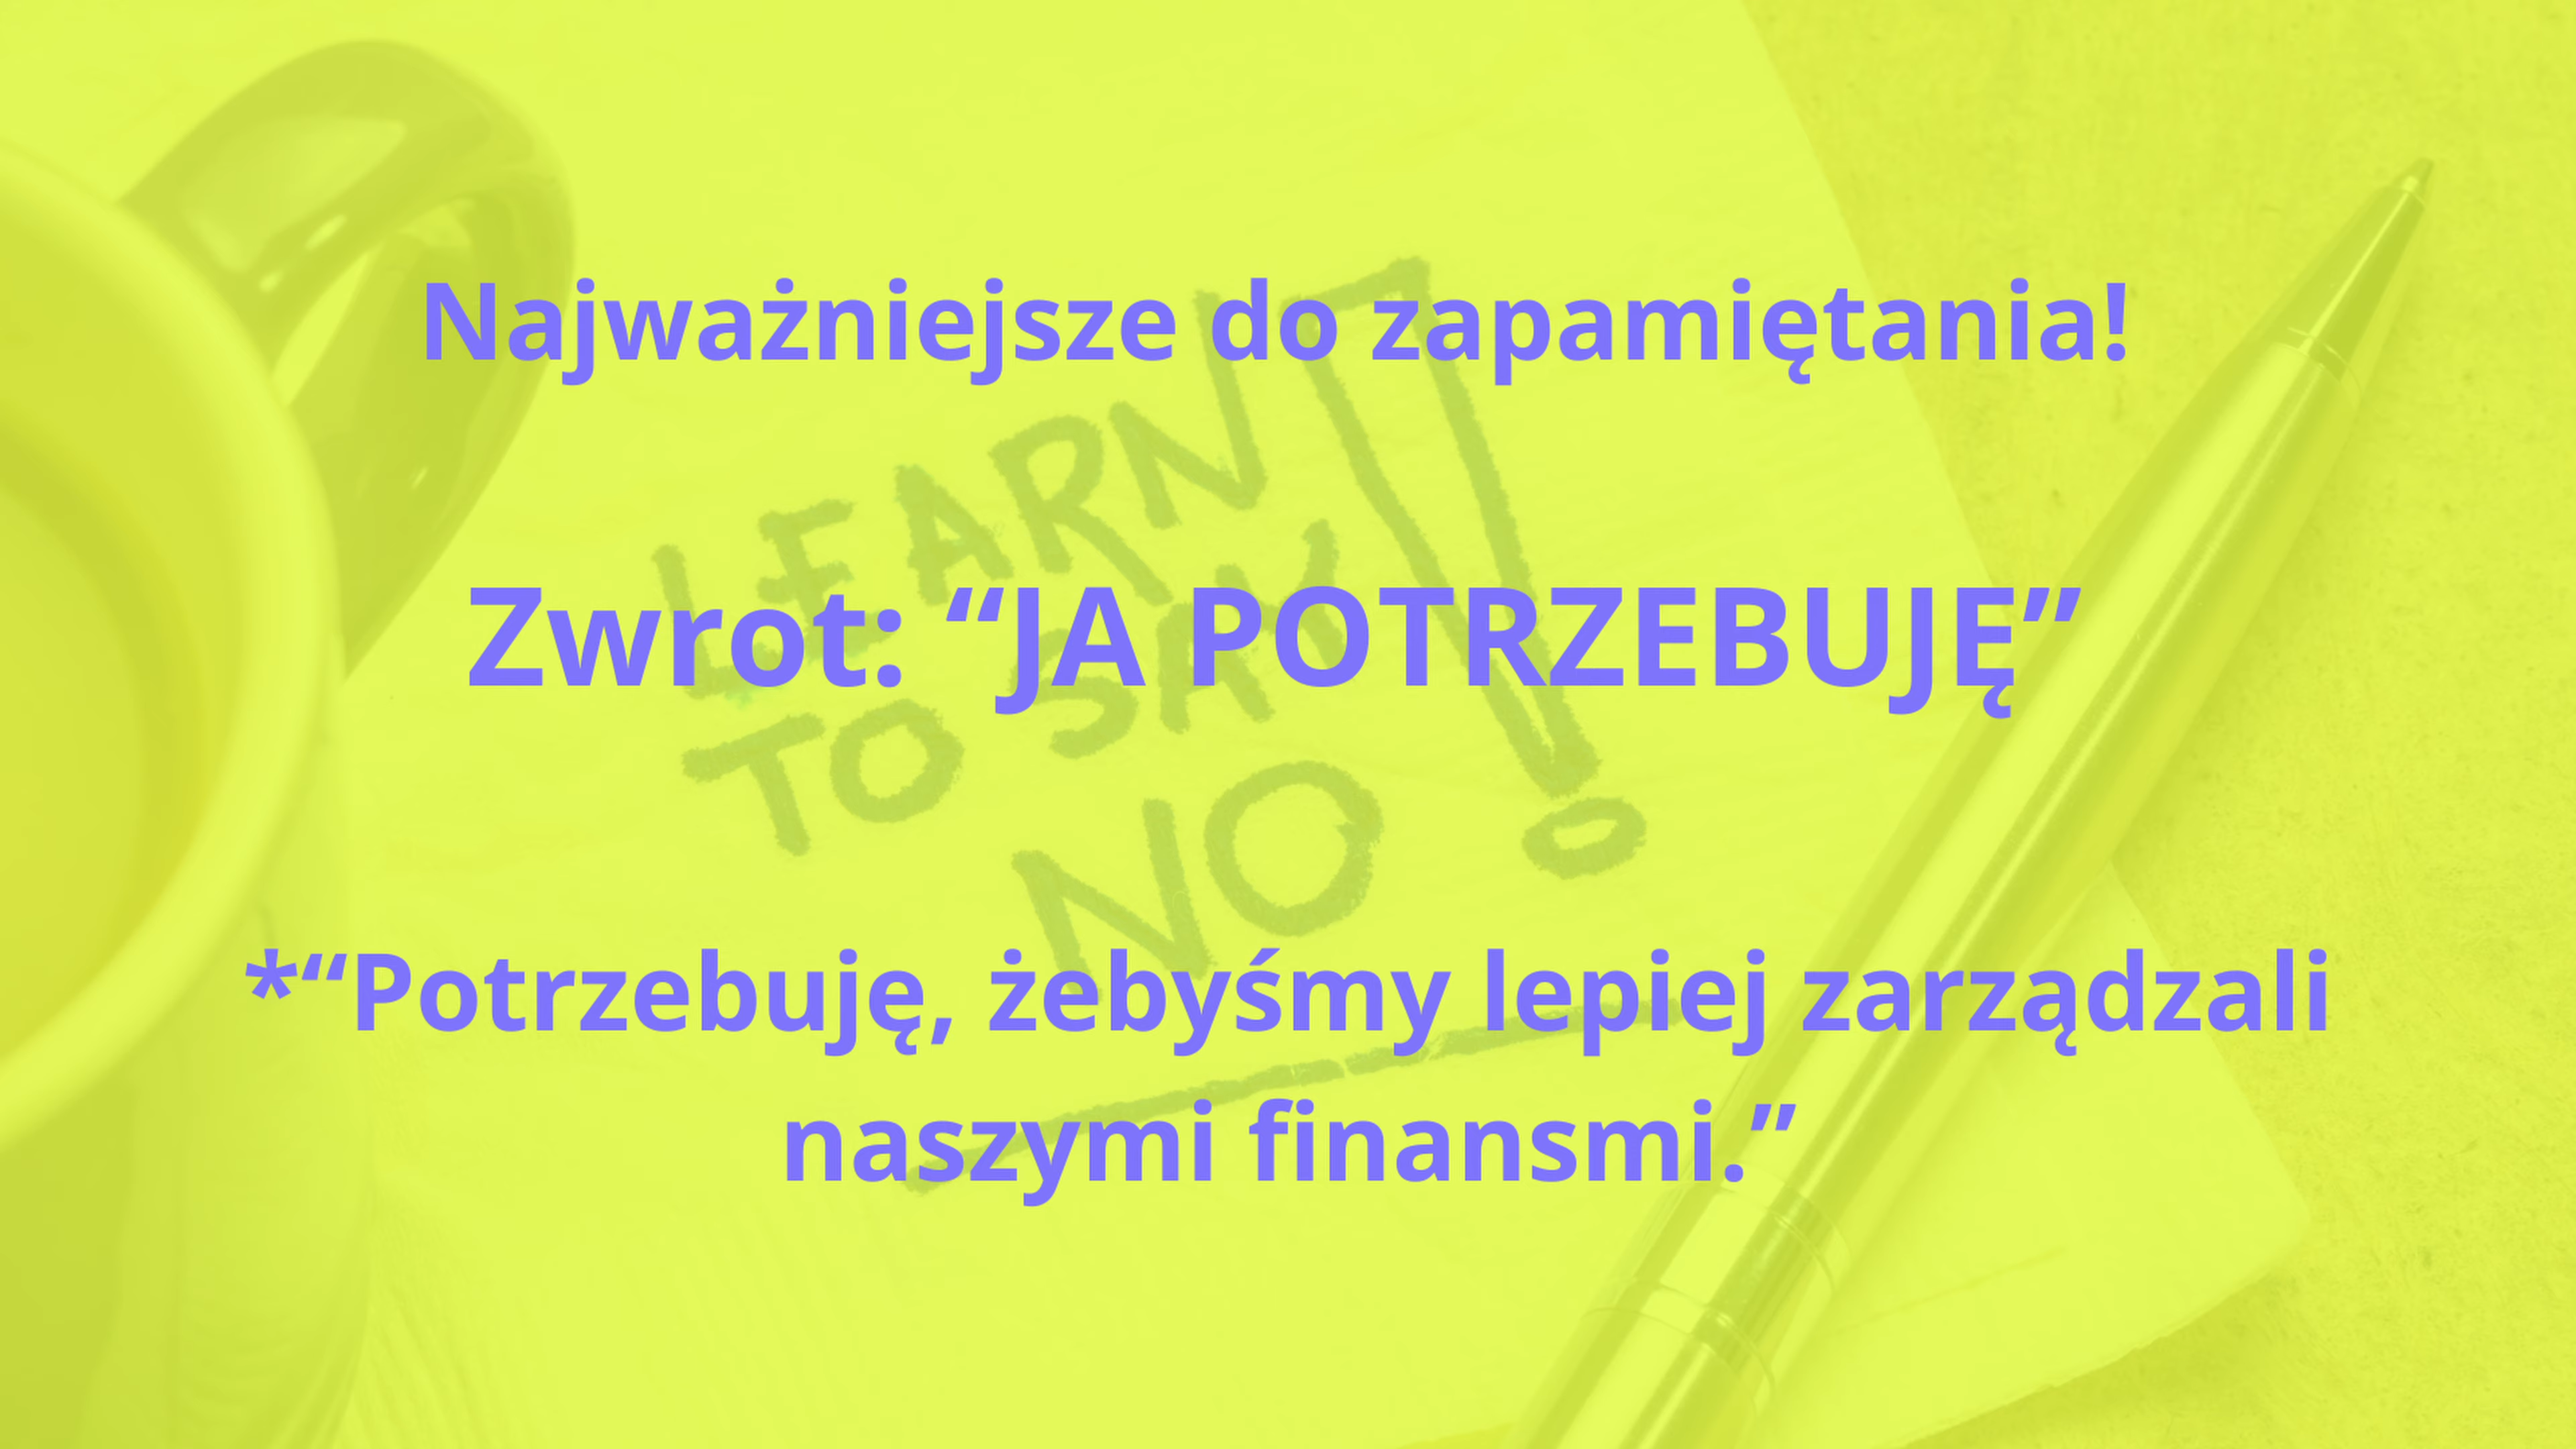 Najważniejsze do zapamiętania!
Zwrot: “JA POTRZEBUJĘ”
*“Potrzebuję, żebyśmy lepiej zarządzali
naszymi finansmi.”
LEARN
TO SAY
NO!